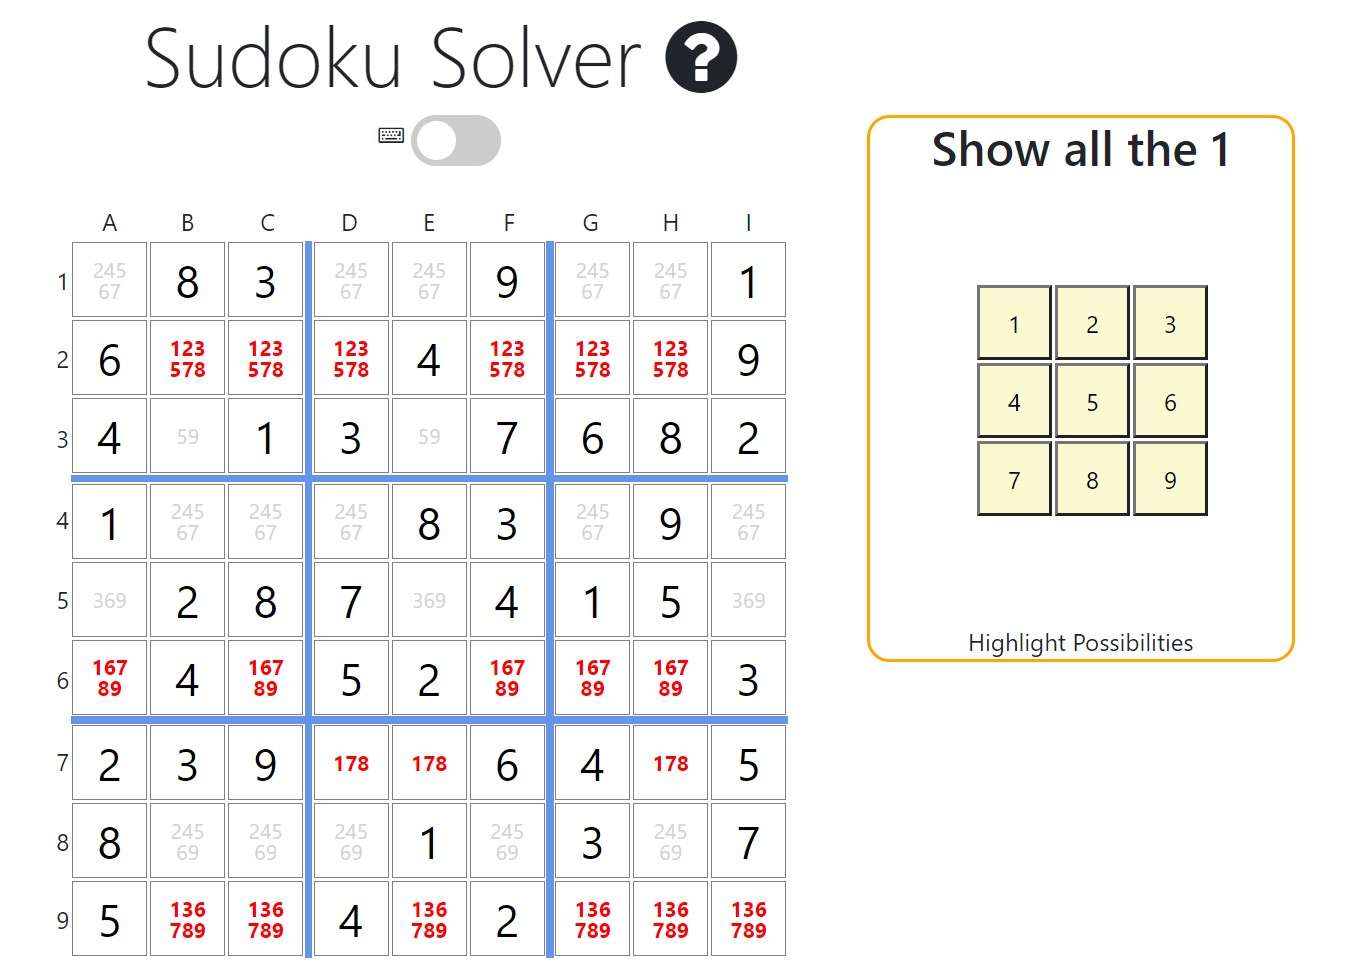 Sudoku Solver ?
Show all the 1
A B C D E F G H I
1 245 8 3 245 245 9 245 245 1
67 67 67 67 67
2 6 123 123 123 4 123 123 123 9
578 578 578 578 578 578
3 4 59 1 3 59 7 6 8 2
4 1 245 245 245 8 3 245 9 245
67 67 67 67 67
5 369 2 8 7 369 4 1 5 369
6 167 4 167 5 2 167 167 167 3
89 89 89 89 89
7 2 3 9 178 178 6 4 178 5
8 8 245 245 245 1 245 3 245 7
69 69 69 69 69
9 5 136 136 4 136 2 136 136 136
789 789 789 789 789 789
1 2 3
4 5 6
7 8 9
Highlight Possibilities